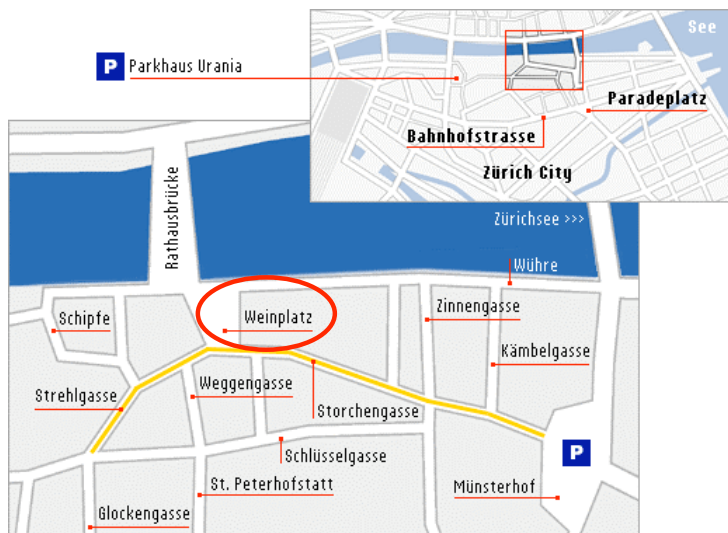 See
P Parkhaus Urania
Paradeplatz
Bahnhofstrasse
Zürich City
Rathausbrücke
Zürichsee >>>
Wühre
Schipfe
Weinplatz
Zinnengasse
Kämbelgasse
Weggengasse
Strehlgasse
Storchengasse
P
Schlüsselgasse
St. Peterhofstatt
Münsterhof
Glockengasse